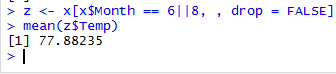 > z <- x[x$Month == 6||8, , drop = FALSE]
> mean(z$Temp)
[1] 77.88235
>